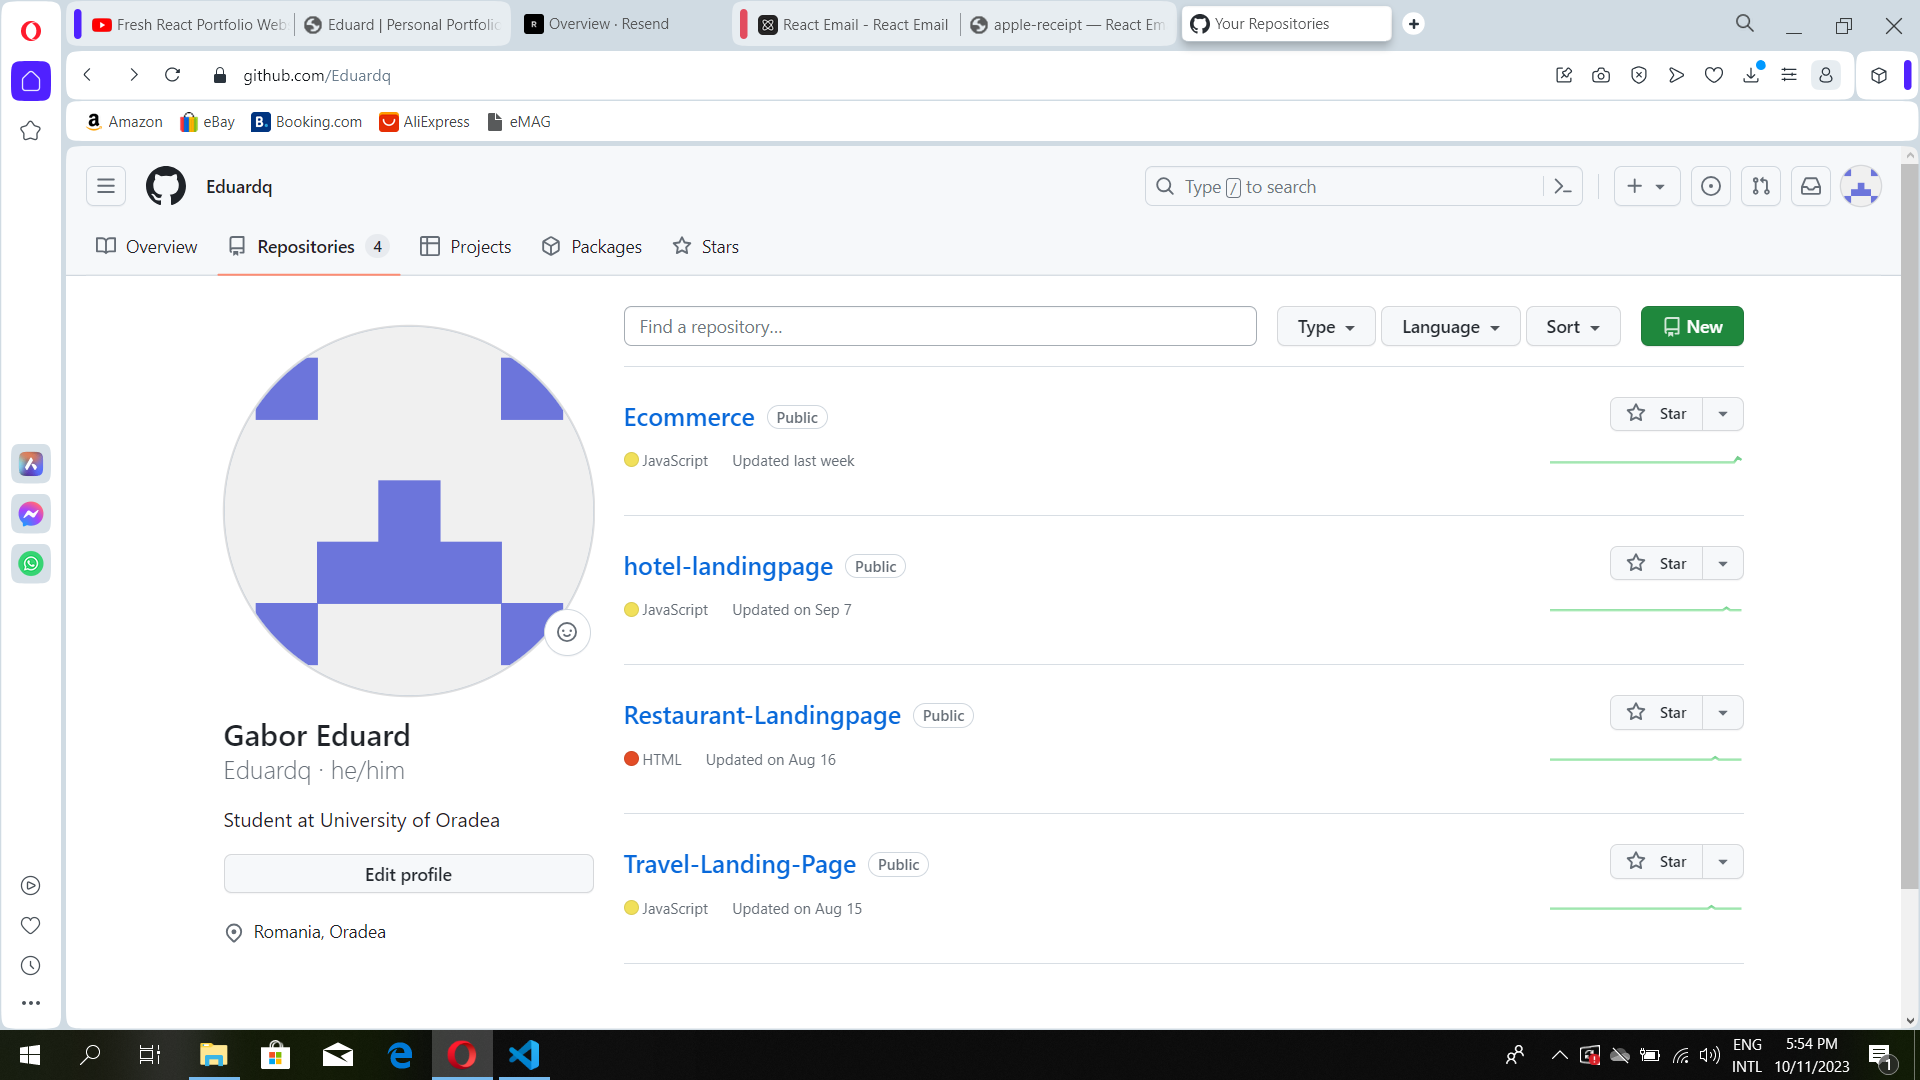 Fresh React Portfolio Web
Eduard | Personal Portfolio
Overview · Resend
React Email - React Email
apple-receipt — React Em
Your Repositories
github.com/Eduardq
Amazon
eBay
Booking.com
AliExpress
eMAG
Eduardq
Type / to search
Overview
Repositories 4
Projects
Packages
Stars
Find a repository...
Type
Language
Sort
New
Ecommerce Public
Star
JavaScript Updated last week
hotel-landingpage Public
Star
JavaScript Updated on Sep 7
Restaurant-Landingpage Public
Star
HTML Updated on Aug 16
Travel-Landing-Page Public
Star
JavaScript Updated on Aug 15
Gabor Eduard
Eduardq · he/him
Student at University of Oradea
Edit profile
Romania, Oradea
ENG
INTL
5:54 PM
10/11/2023
1